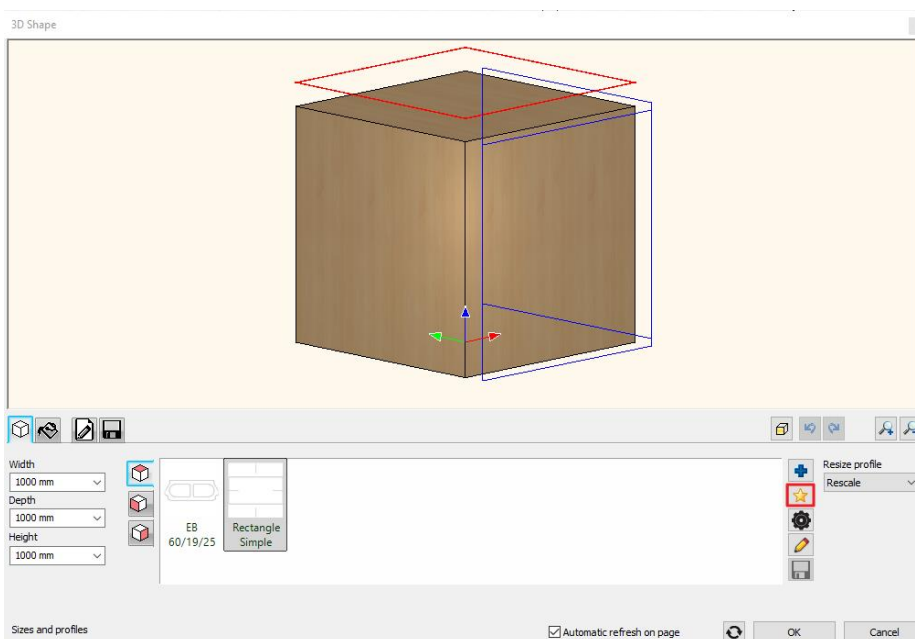 3D Shape
Width
1000 mm
Depth
1000 mm
Height
1000 mm
EB
60/19/25
Rectangle
Simple
Resize profile
Rescale
Sizes and profiles
Automatic refresh on page
OK
Cancel